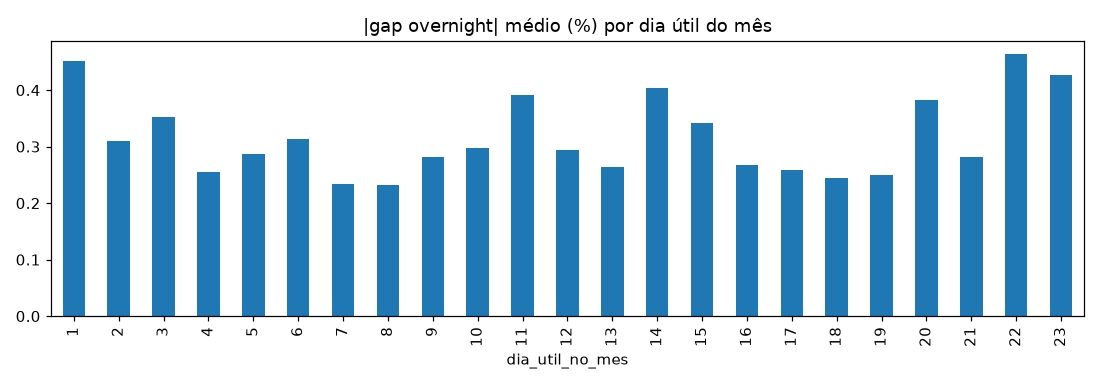 |gap overnight| médio (%) por dia útil do mês
0.4
0.3
0.2
0.1
0.0
1 2 3 4 5 6 7 8 9 10 11 12 13 14 15 16 17 18 19 20 21 22 23
dia_util_no_mes